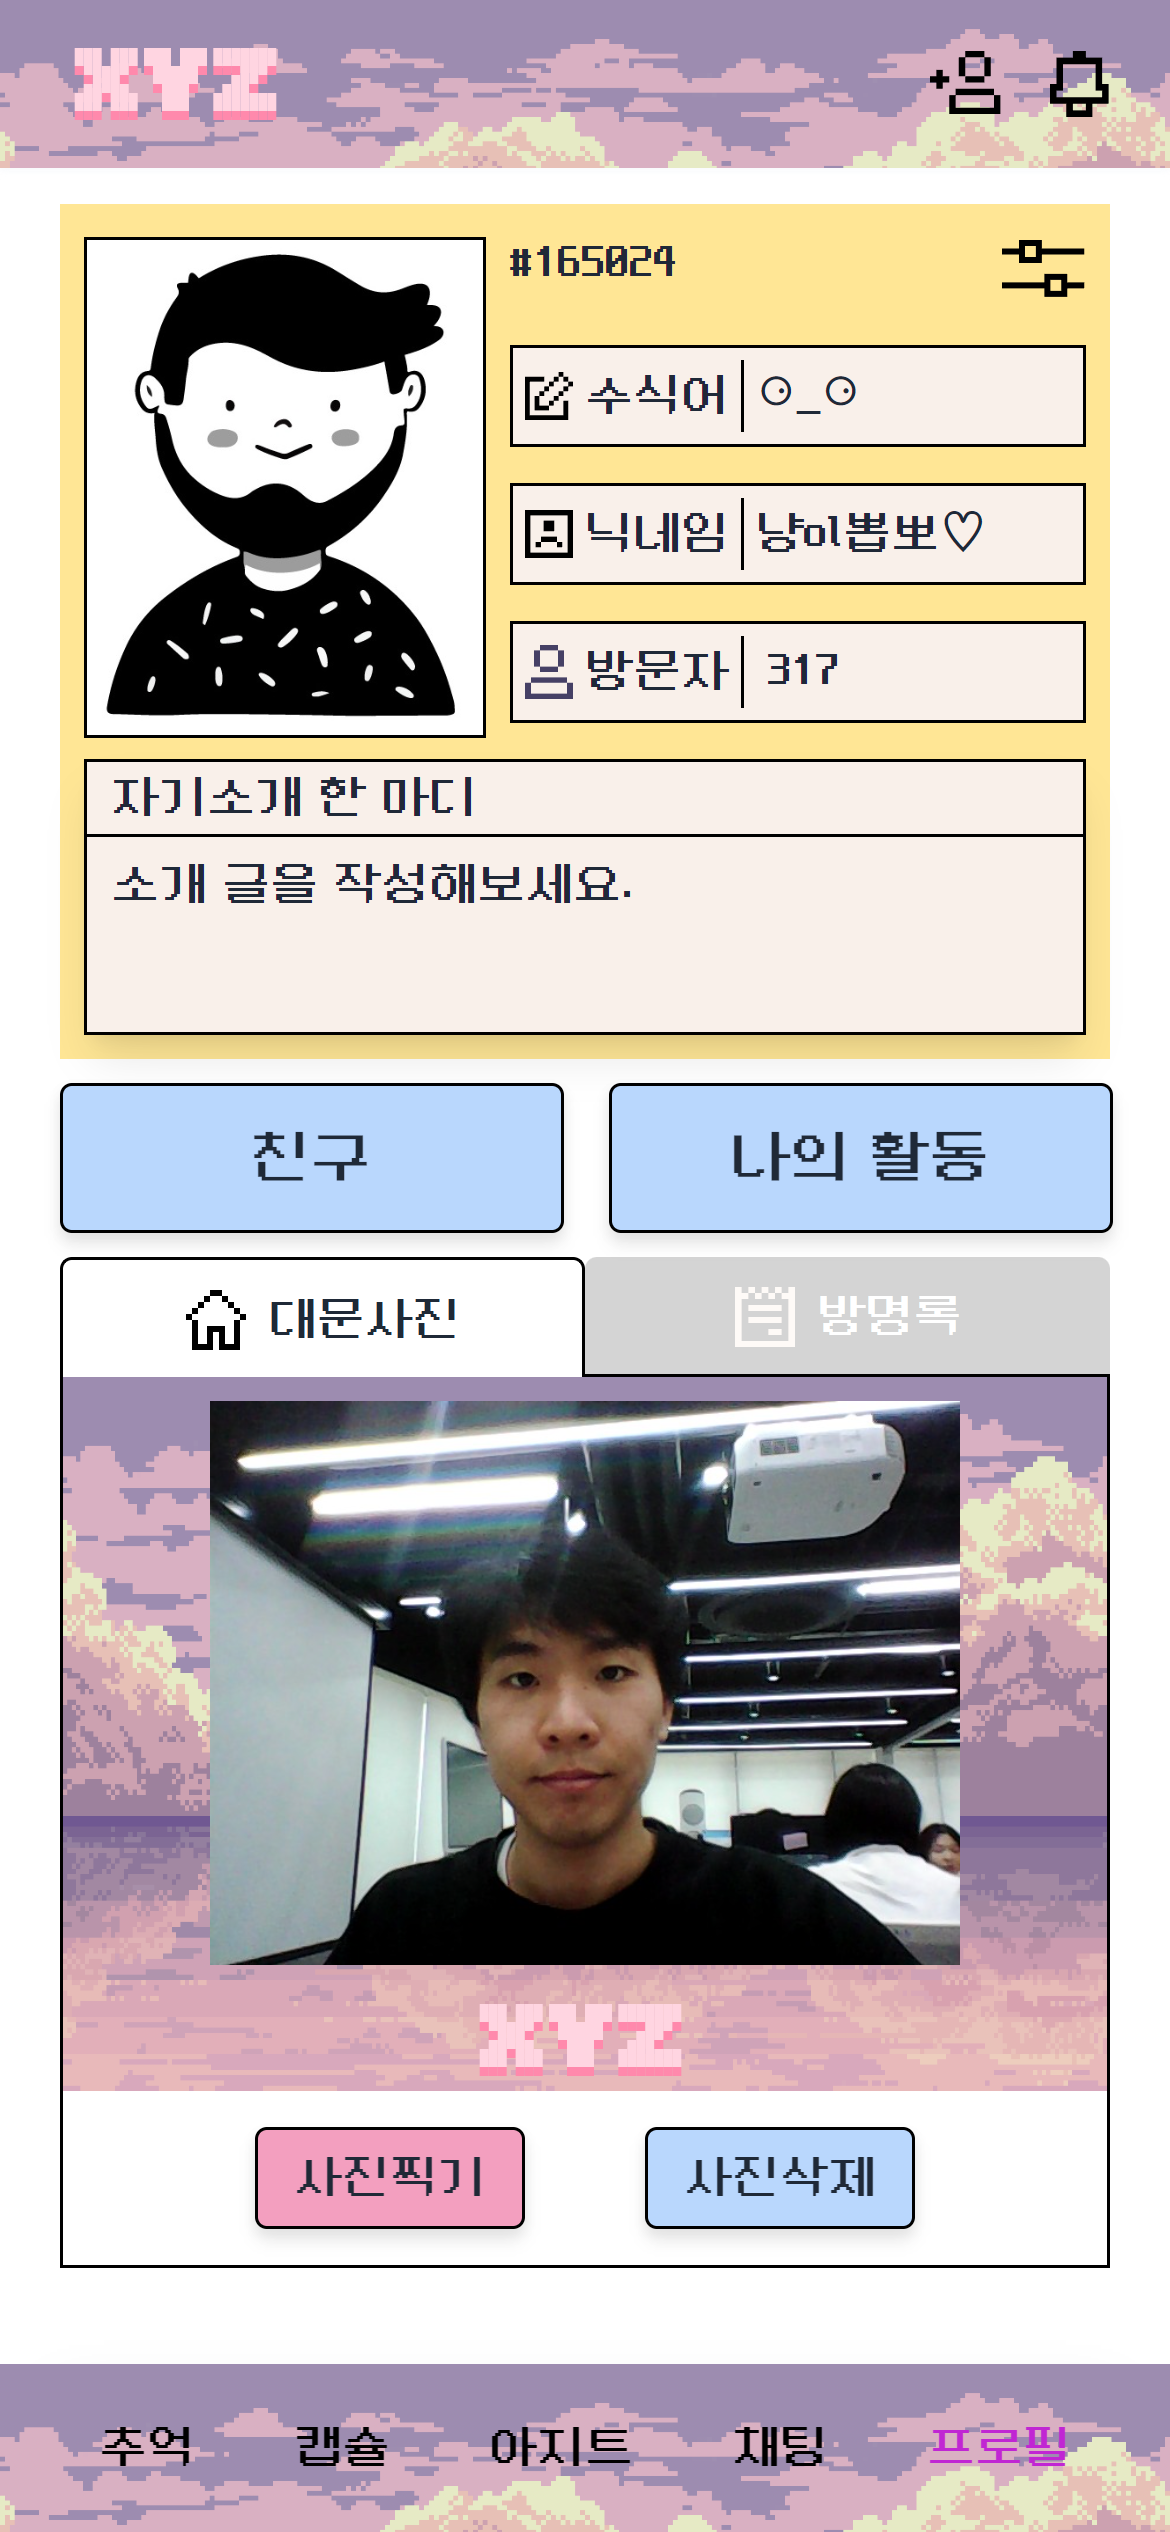 XYZ
#165024
수식어 ⚆_⚆
닉네임 냥이뽑뽀♡
방문자 317
자기소개 한 마디
소개 글을 작성해보세요.
친구 나의 활동
대문사진 방명록
XYZ
사진찍기 사진삭제
추억 캡슐 아지트 채팅 프로필